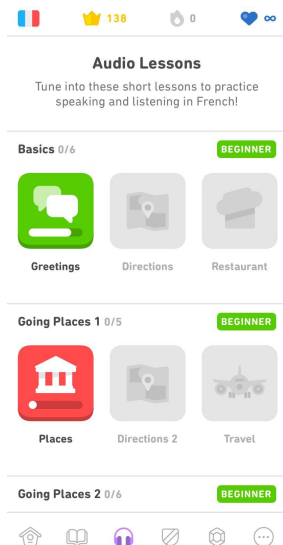 138 0 ∞
Audio Lessons
Tune into these short lessons to practice
speaking and listening in French!
Basics 0/6 BEGINNER
Greetings Directions Restaurant
Going Places 1 0/5 BEGINNER
Places Directions 2 Travel
Going Places 2 0/6 BEGINNER